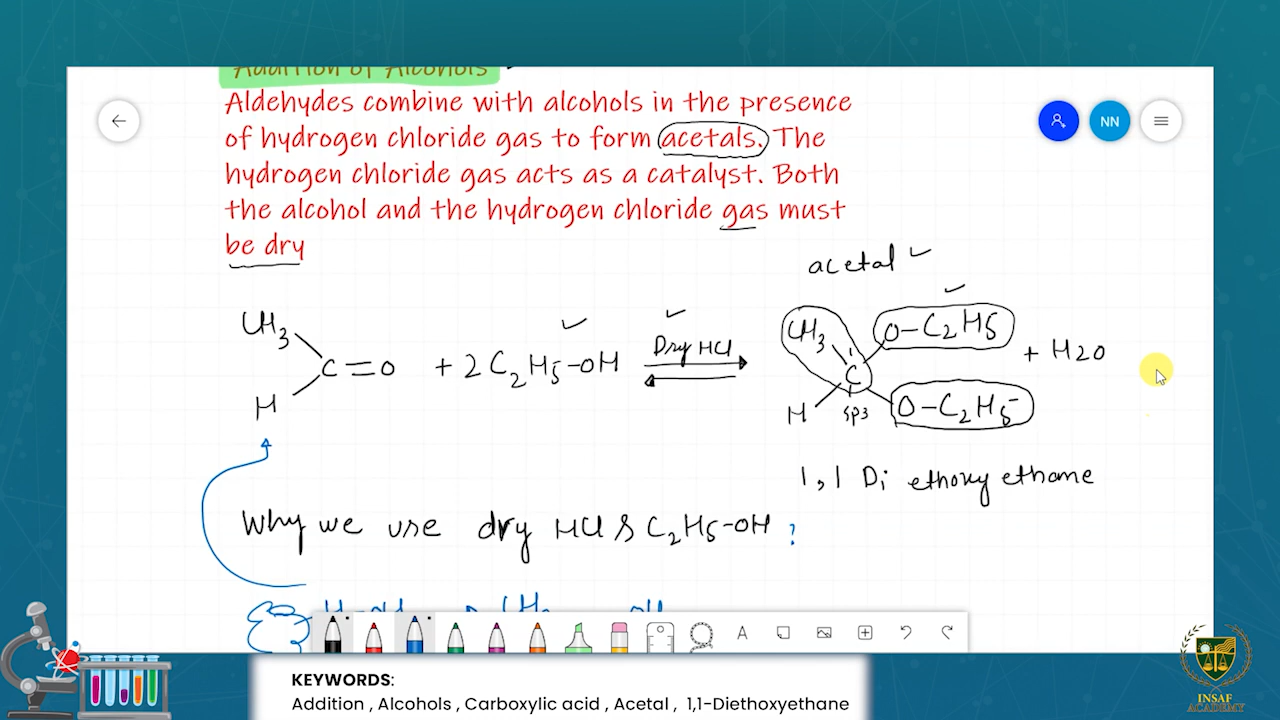 Addition of Alcohols
Aldehydes combine with alcohols in the presence
of hydrogen chloride gas to form acetals. The
hydrogen chloride gas acts as a catalyst. Both
the alcohol and the hydrogen chloride gas must
be dry
NN
acetal
CH3
H
C=O
+ 2C2H5-OH
Dry HCl
CH3
C
H
sp3
O-C2H5
O-C2H5
+ H2O
1,1 Di ethoxy ethane
Why we use dry HCl & C2H5-OH ?
A
KEYWORDS:
Addition , Alcohols , Carboxylic acid , Acetal , 1,1-Diethoxyethane
INSAF
ACADEMY